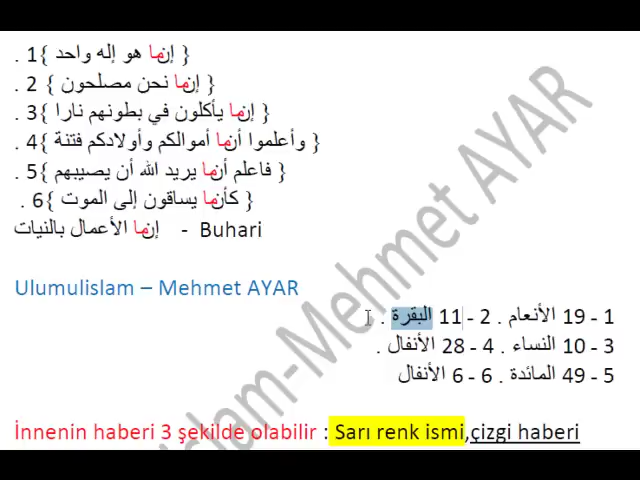 { إنما هو إله واحد }1 .
{ إنما نحن مصلحون } 2 .
{ إنما يأكلون في بطونهم نارا }3 .
{ وأعلموا أنما أموالكم وأولادكم فتنة }4 .
{ فاعلم أنما يريد الله أن يصيبهم }5 .
{ كأنما يساقون إلى الموت }6 .
إنما الأعمال بالنيات - Buhari
Ulumulislam – Mehmet AYAR
1 - 19 الأنعام . 2 - 11 البقرة .
3 - 10 النساء . 4 - 28 الأنفال .
5 - 49 المائدة . 6 - 6 الأنفال
İnnenin haberi 3 şekilde olabilir : Sarı renk ismi,çizgi haberi
islam-Mehmet AYAR